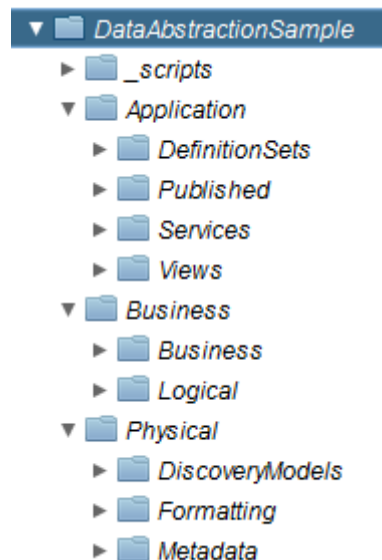 DataAbstractionSample
_scripts
Application
DefinitionSets
Published
Services
Views
Business
Business
Logical
Physical
DiscoveryModels
Formatting
Metadata